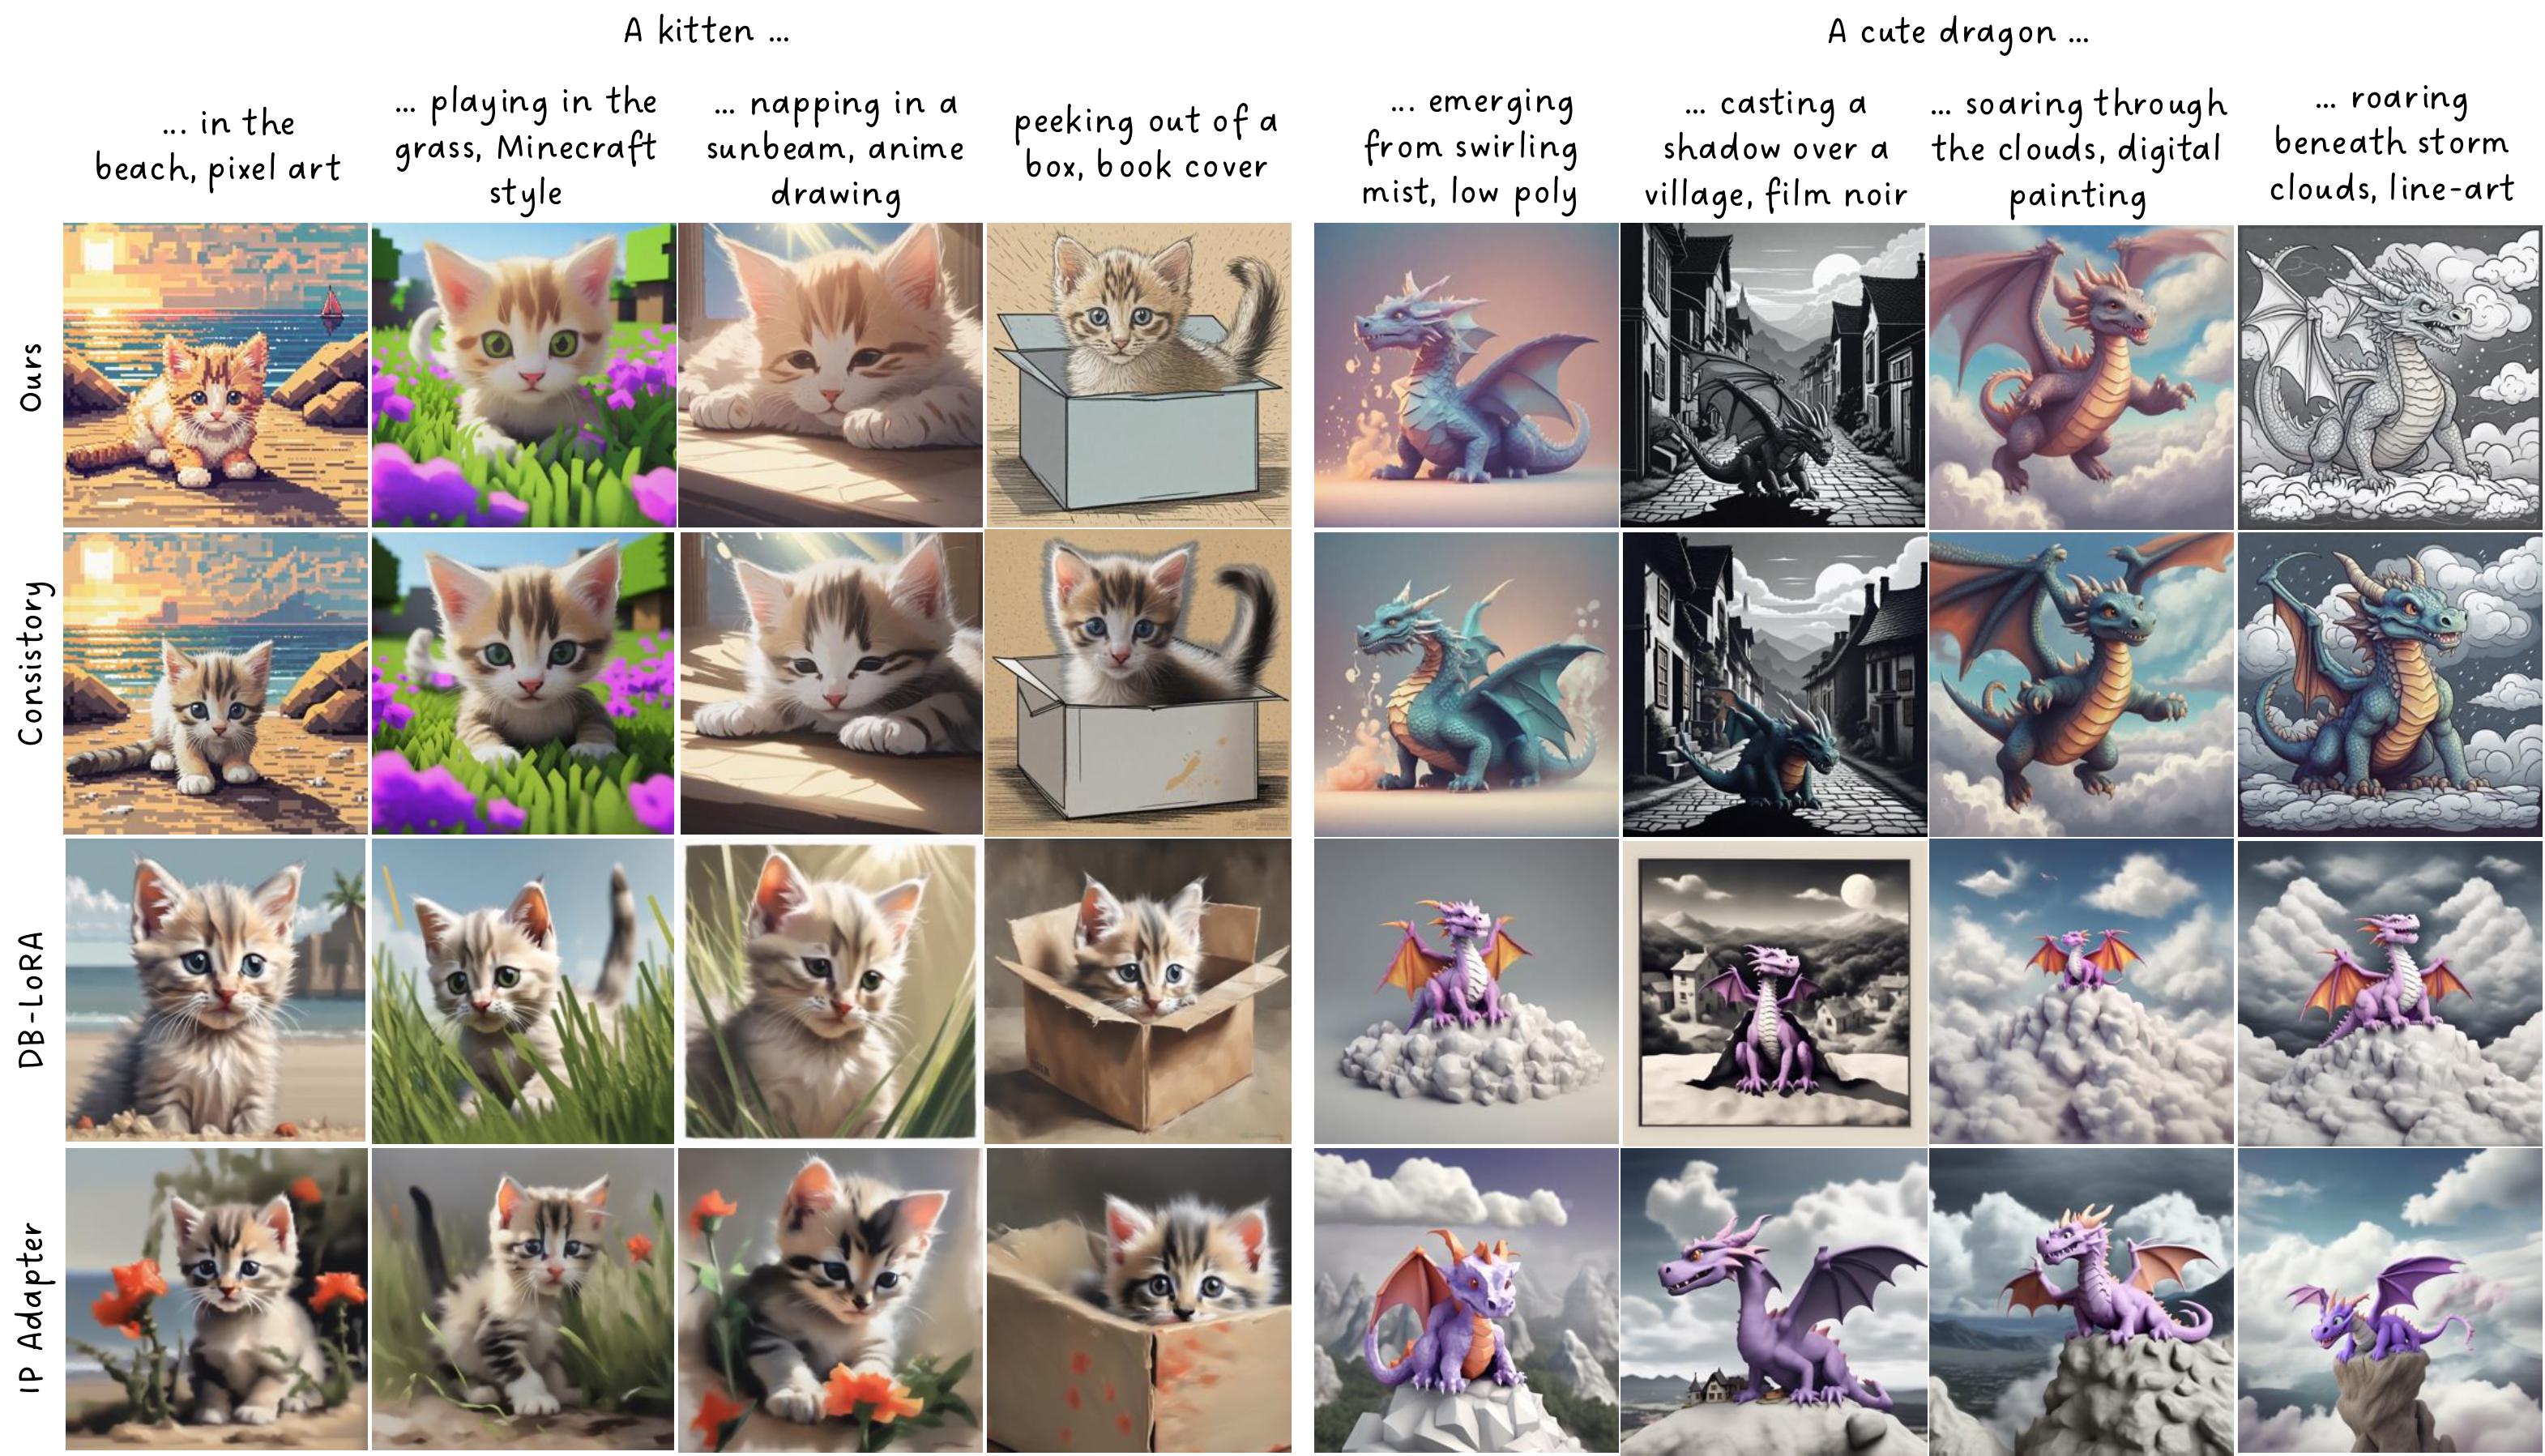 A kitten ...
A cute dragon ...
... in the
beach, pixel art
... playing in the
grass, Minecraft
style
... napping in a
sunbeam, anime
drawing
peeking out of a
box, book cover
... emerging
from swirling
mist, low poly
... casting a
shadow over a
village, film noir
... soaring through
the clouds, digital
painting
... roaring
beneath storm
clouds, line-art
Ours
Consistory
DB-LoRA
IP Adapter